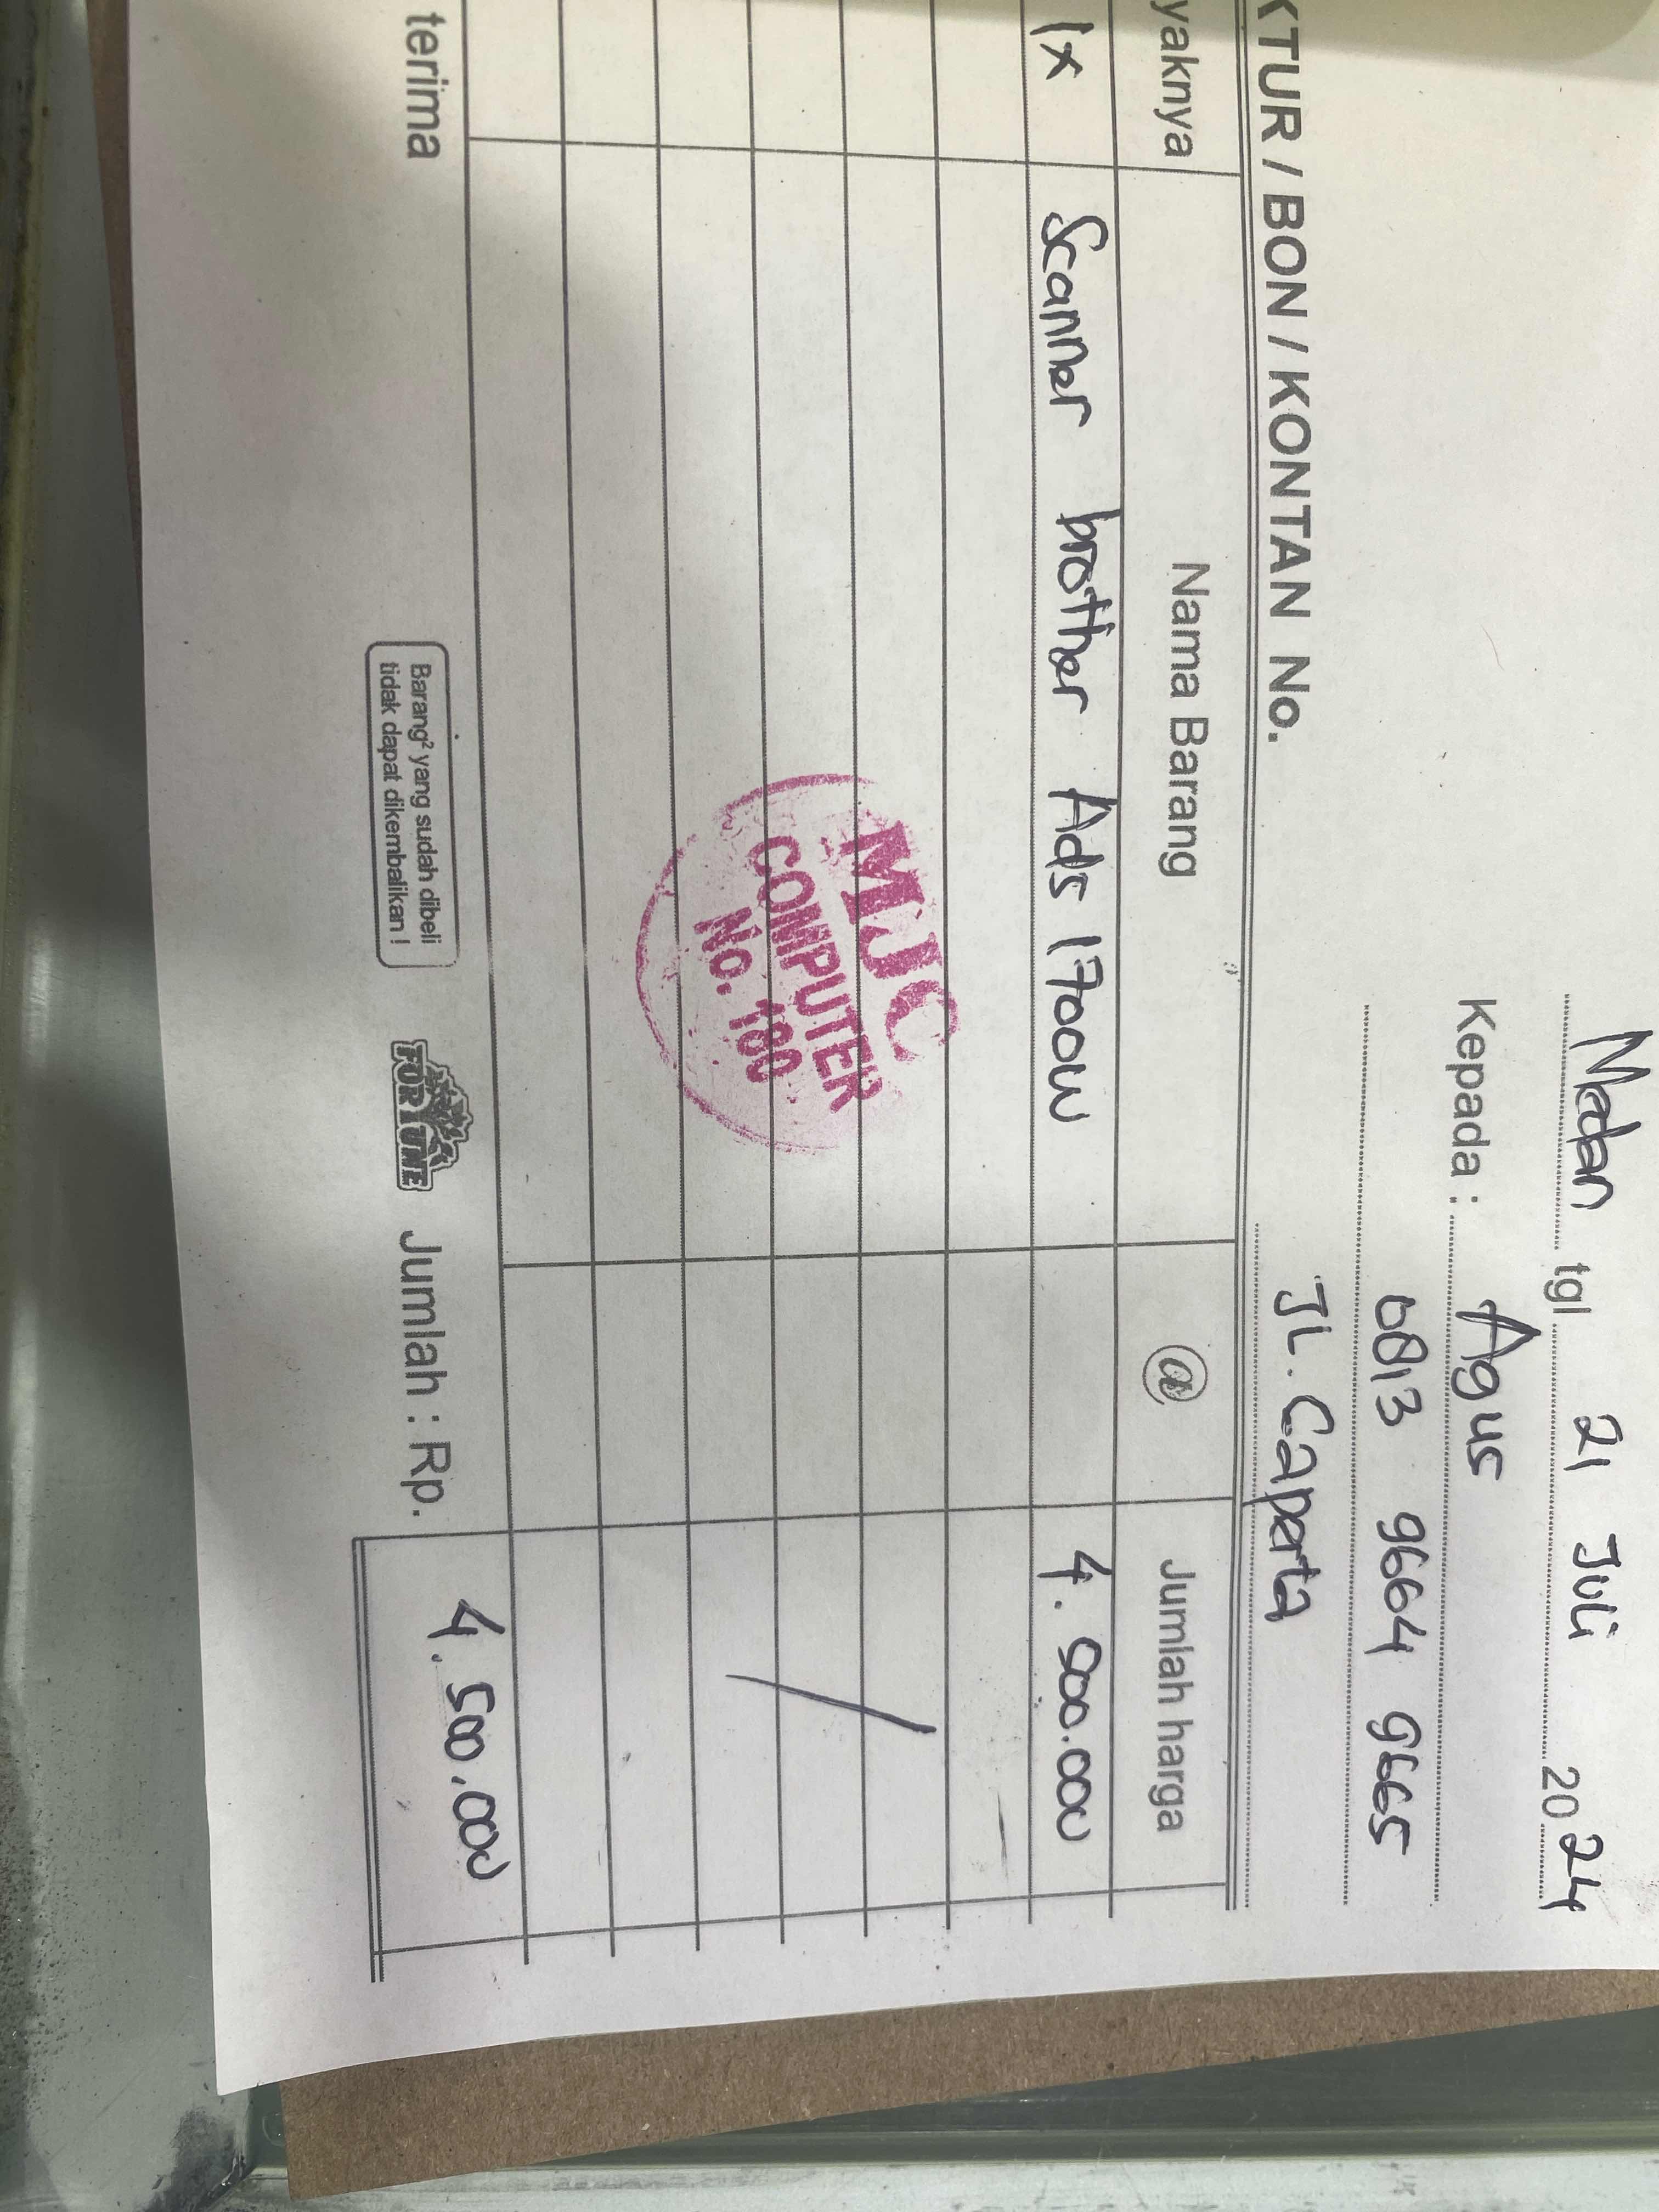 Medan tgl. 21 Juli 2024
Kepada : Agus
0813 9664 9665
JL. Caperta
KTUR / BON / KONTAN No.
yaknya Nama Barang @ Jumlah harga
1x Scanner brother Ads 1700w 4.500.000
MJC
COMPUTER
No. 180
terima
Barang² yang sudah dibeli
tidak dapat dikembalikan !
FORTUNE
Jumlah : Rp. 4.500.000